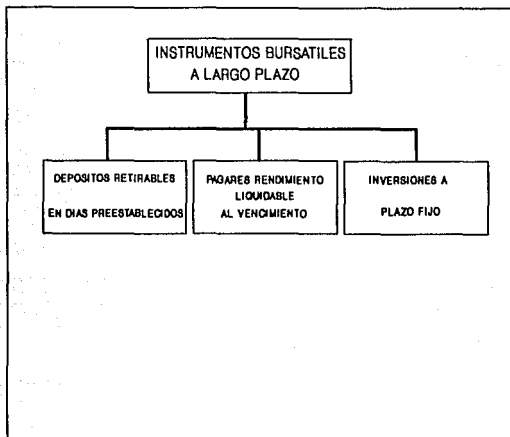 INSTRUMENTOS BURSATILES
A LARGO PLAZO
DEPOSITOS RETIRABLES
EN DIAS PREESTABLECIDOS
PAGARES RENDIMIENTO
LIQUIDABLE
AL VENCIMIENTO
INVERSIONES A
PLAZO FIJO